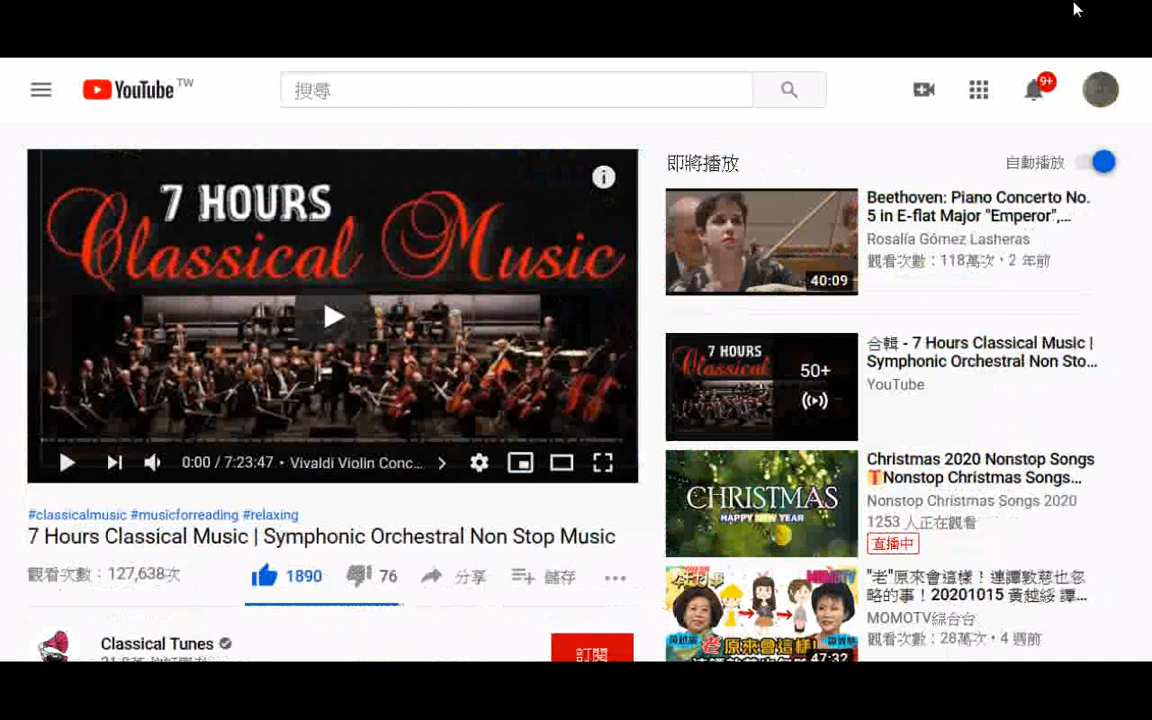 YouTube TW
搜尋
9+
7 HOURS
Classical Music
0:00 / 7:23:47 • Vivaldi Violin Conc...
#classicalmusic #musicforreading #relaxing
7 Hours Classical Music | Symphonic Orchestral Non Stop Music
觀看次數：127,638次
1890
76
分享
儲存
Classical Tunes
訂閱
即將播放
自動播放
40:09
Beethoven: Piano Concerto No.
5 in E-flat Major "Emperor",...
Rosalía Gómez Lasheras
觀看次數：118萬次 • 2 年前
7 HOURS
Classical
50+
合輯 - 7 Hours Classical Music |
Symphonic Orchestral Non Sto...
YouTube
CHRISTMAS
HAPPY NEW YEAR
Christmas 2020 Nonstop Songs
🎁Nonstop Christmas Songs...
Nonstop Christmas Songs 2020
1253 人正在觀看
直播中
MOMOTV
老原來會這樣!
47:32
"老"原來會這樣！連譚敦慈也忽
略的事！20201015 黃越綏 譚...
MOMOTV綜合台
觀看次數：28萬次 • 4 週前